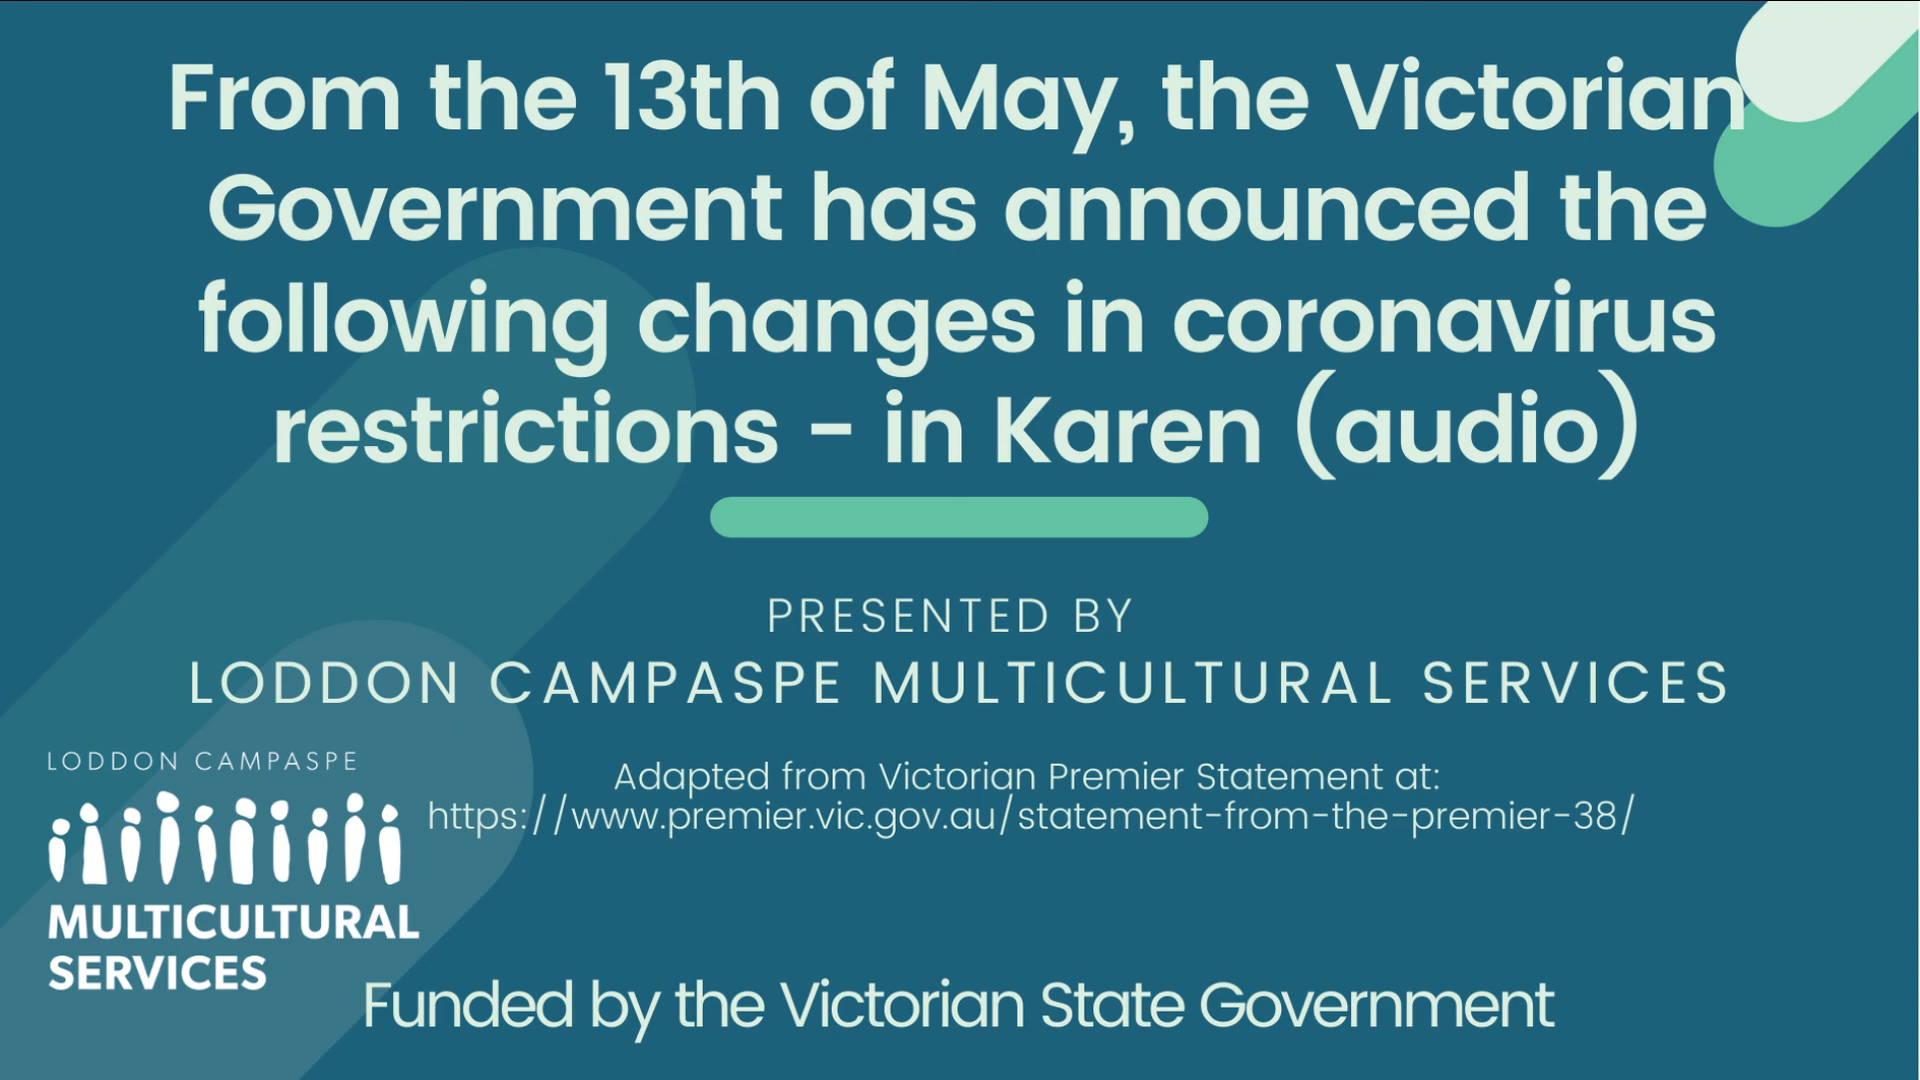 From the 13th of May, the Victorian
Government has announced the
following changes in coronavirus
restrictions - in Karen (audio)
PRESENTED BY
LODDON CAMPASPE MULTICULTURAL SERVICES
Adapted from Victorian Premier Statement at:
https://www.premier.vic.gov.au/statement-from-the-premier-38/
LODDON CAMPASPE
MULTICULTURAL
SERVICES
Funded by the Victorian State Government